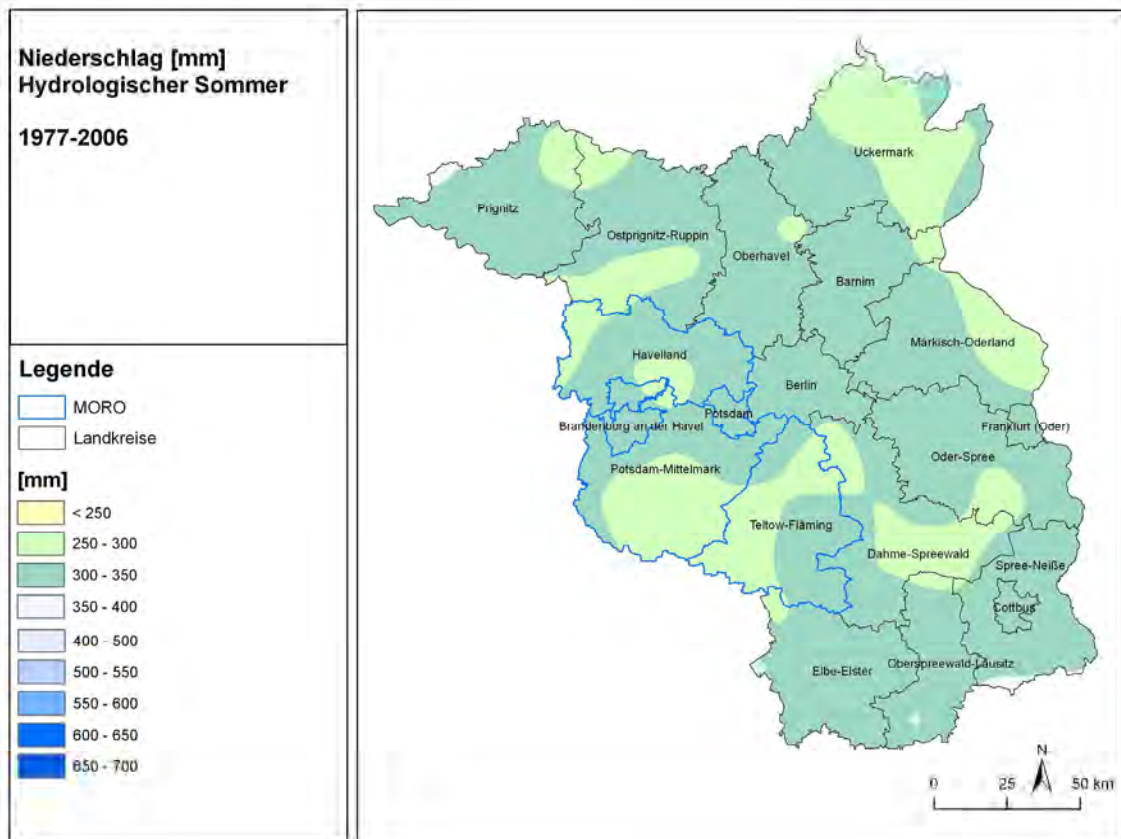 Niederschlag [mm]
Hydrologischer Sommer
1977-2006
Legende
MORO
Landkreise
[mm]
< 250
250 - 300
300 - 350
350 - 400
400 - 500
500 - 550
550 - 600
600 - 650
650 - 700
Uckermark
Prignitz
Ostprignitz-Ruppin
Oberhavel
Barnim
Märkisch-Oderland
Havelland
Berlin
Potsdam
Brandenburg an der Havel
Frankfurt (Oder)
Oder-Spree
Potsdam-Mittelmark
Teltow-Fläming
Dahme-Spreewald
Spree-Neiße
Cottbus
Elbe-Elster
Oberspreewald-Lausitz
N
0 25 50 km